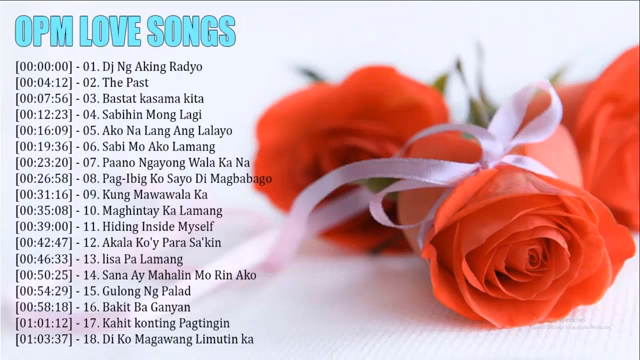 OPM LOVE SONGS
[00:00:00] - 01. Dj Ng Aking Radyo
[00:04:12] - 02. The Past
[00:07:56] - 03. Bastat kasama kita
[00:12:23] - 04. Sabihin Mong Lagi
[00:16:09] - 05. Ako Na Lang Ang Lalayo
[00:19:36] - 06. Sabi Mo Ako Lamang
[00:23:20] - 07. Paano Ngayong Wala Ka Na
[00:26:58] - 08. Pag-Ibig Ko Sayo Di Magbabago
[00:31:16] - 09. Kung Mawawala Ka
[00:35:08] - 10. Maghintay Ka Lamang
[00:39:00] - 11. Hiding Inside Myself
[00:42:47] - 12. Akala Ko'y Para Sa'kin
[00:46:33] - 13. Iisa Pa Lamang
[00:50:25] - 14. Sana Ay Mahalin Mo Rin Ako
[00:54:29] - 15. Gulong Ng Palad
[00:58:18] - 16. Bakit Ba Ganyan
[01:01:12] - 17. Kahit konting Pagtingin
[01:03:37] - 18. Di Ko Magawang Limutin ka